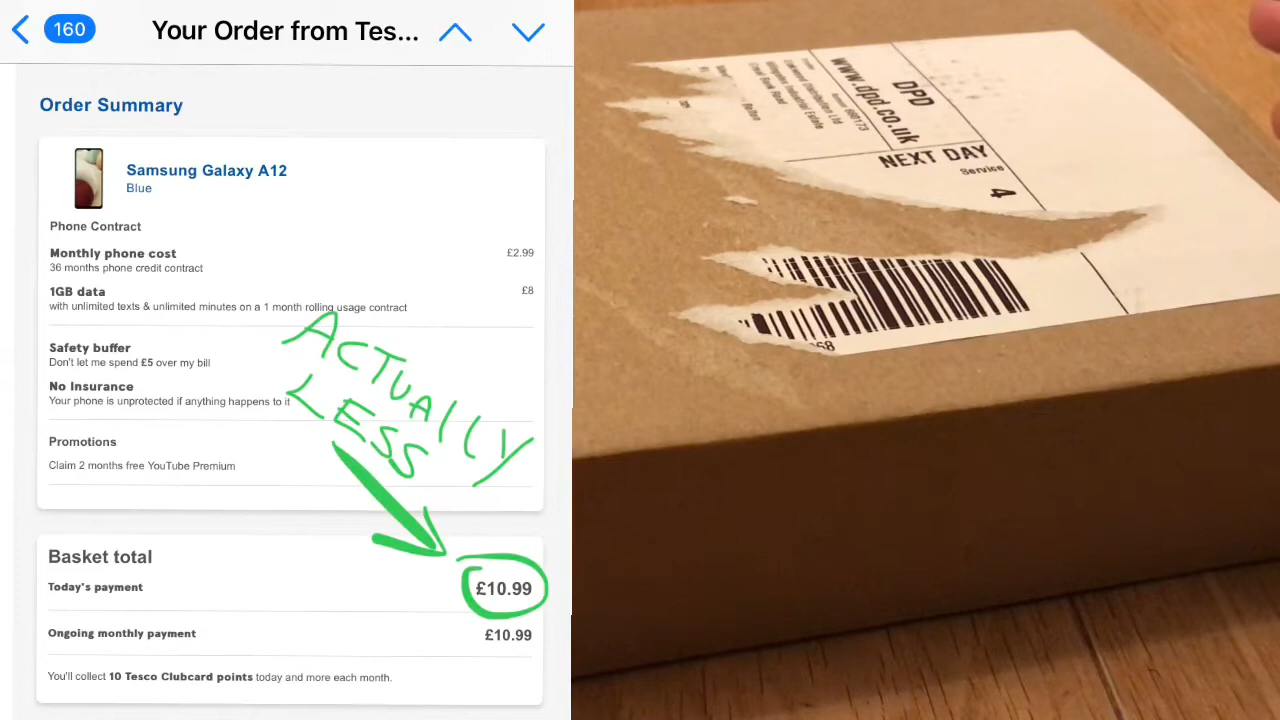 160
Your Order from Tes...
Order Summary
Samsung Galaxy A12
Blue
Phone Contract
Monthly phone cost
£2.99
36 months phone credit contract
1GB data
£8
with unlimited texts & unlimited minutes on a 1 month rolling usage contract
Safety buffer
Don't let me spend £5 over my bill
No Insurance
Your phone is unprotected if anything happens to it
Promotions
Claim 2 months free YouTube Premium
ACTUALLY
LESS
Basket total
Today's payment
£10.99
Ongoing monthly payment
£10.99
You'll collect 10 Tesco Clubcard points today and more each month.
DPD
www.dpd.co.uk
NEXT DAY
Service
4
Industrial Estate
Road
68